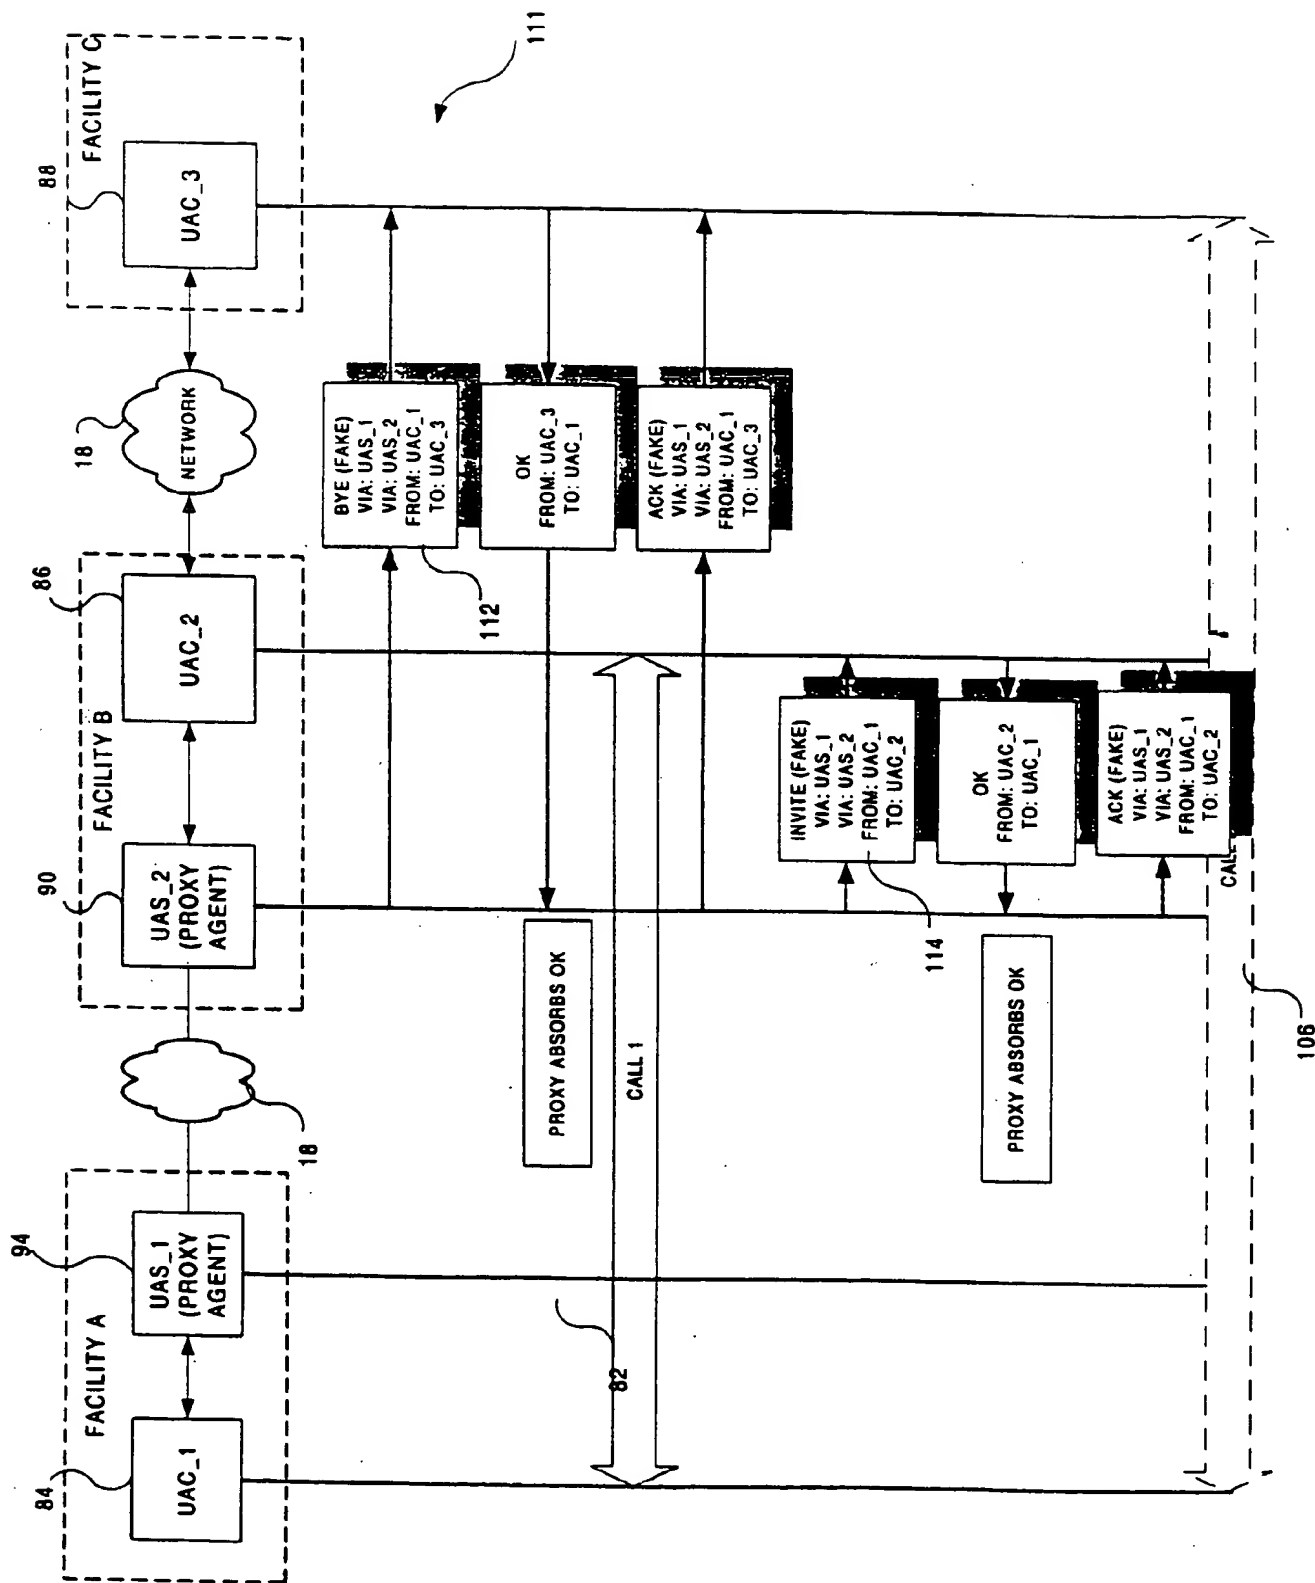 FACILITY A
84
UAC_1
94
UAS_1
(PROXY
AGENT)
18
FACILITY B
90
UAS_2
(PROXY
AGENT)
86
UAC_2
18
NETWORK
FACILITY C
88
UAC_3
111
BYE (FAKE)
VIA: UAS_1
VIA: UAS_2
FROM: UAC_1
TO: UAC_3
112
OK
FROM: UAC_3
TO: UAC_1
PROXY ABSORBS OK
82
CALL 1
ACK (FAKE)
VIA: UAS_1
VIA: UAS_2
FROM: UAC_1
TO: UAC_3
INVITE (FAKE)
VIA: UAS_1
VIA: UAS_2
FROM: UAC_1
TO: UAC_2
114
OK
FROM: UAC_2
TO: UAC_1
PROXY ABSORBS OK
ACK (FAKE)
VIA: UAS_1
VIA: UAS_2
FROM: UAC_1
TO: UAC_2
CALL
106